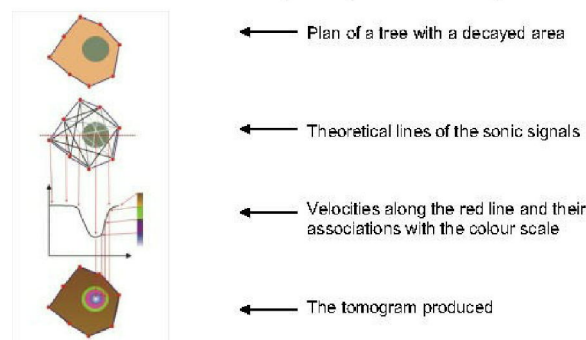 Plan of a tree with a decayed area
Theoretical lines of the sonic signals
Velocities along the red line and their
associations with the colour scale
The tomogram produced